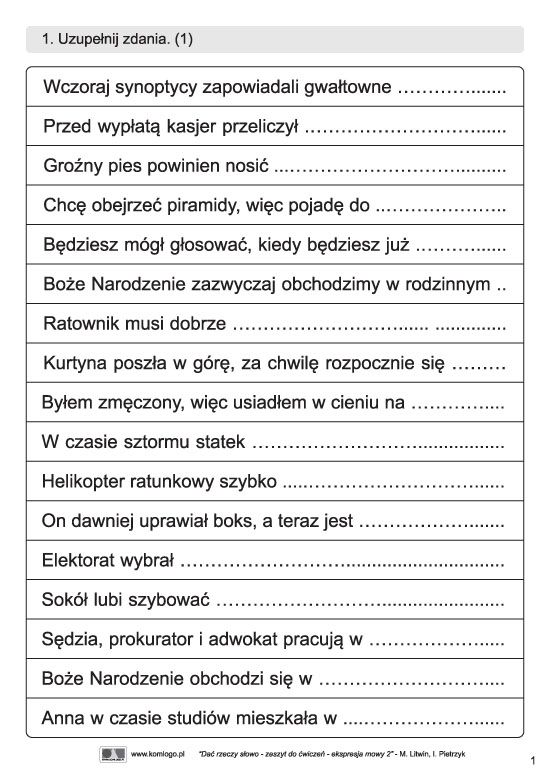 1. Uzupełnij zdania. (1)
Wczoraj synoptycy zapowiadali gwałtowne ...................
Przed wypłatą kasjer przeliczył ................................
Groźny pies powinien nosić .....................................
Chcę obejrzeć piramidy, więc pojadę do .....................
Będziesz mógł głosować, kiedy będziesz już ...............
Boże Narodzenie zazwyczaj obchodzimy w rodzinnym ..
Ratownik musi dobrze ............................ ..............
Kurtyna poszła w górę, za chwilę rozpocznie się .........
Byłem zmęczony, więc usiadłem w cieniu na ................
W czasie sztormu statek ..........................................
Helikopter ratunkowy szybko ....................................
On dawniej uprawiał boks, a teraz jest ........................
Elektorat wybrał ......................................................
Sokół lubi szybować ................................................
Sędzia, prokurator i adwokat pracują w ......................
Boże Narodzenie obchodzi się w ...............................
Anna w czasie studiów mieszkała w ...........................
www.komlogo.pl "Dać rzeczy słowo - zeszyt do ćwiczeń - ekspresja mowy 2" - M. Litwin, I. Pietrzyk
1